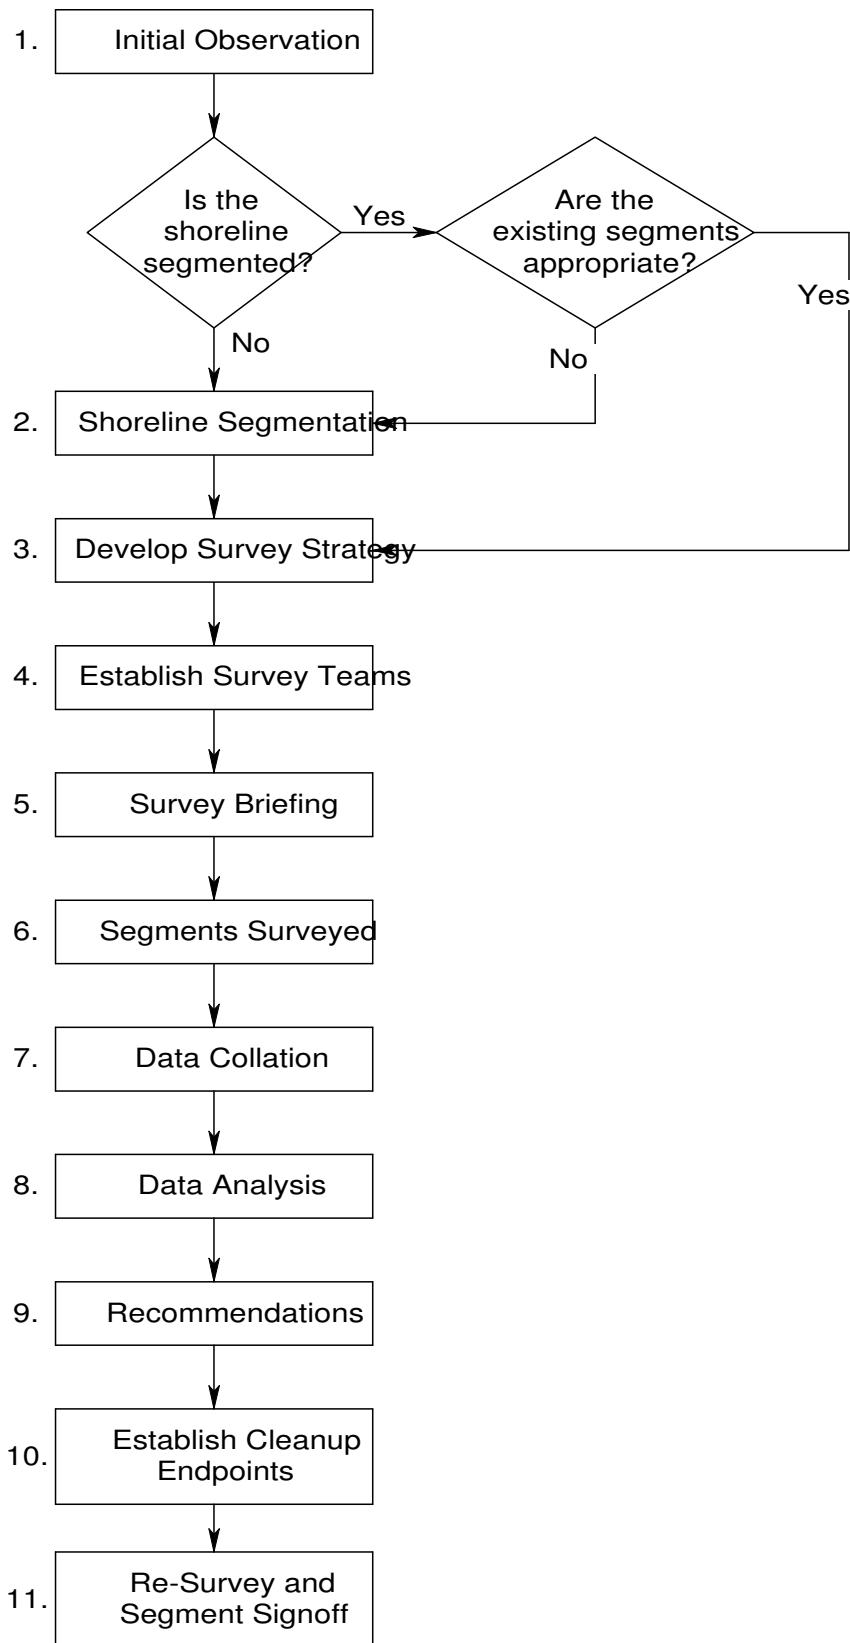 1. Initial Observation
Is the
shoreline
segmented?
Yes
Are the
existing segments
appropriate?
Yes
No
No
2. Shoreline Segmentation
3. Develop Survey Strategy
4. Establish Survey Teams
5. Survey Briefing
6. Segments Surveyed
7. Data Collation
8. Data Analysis
9. Recommendations
10. Establish Cleanup
Endpoints
11. Re-Survey and
Segment Signoff